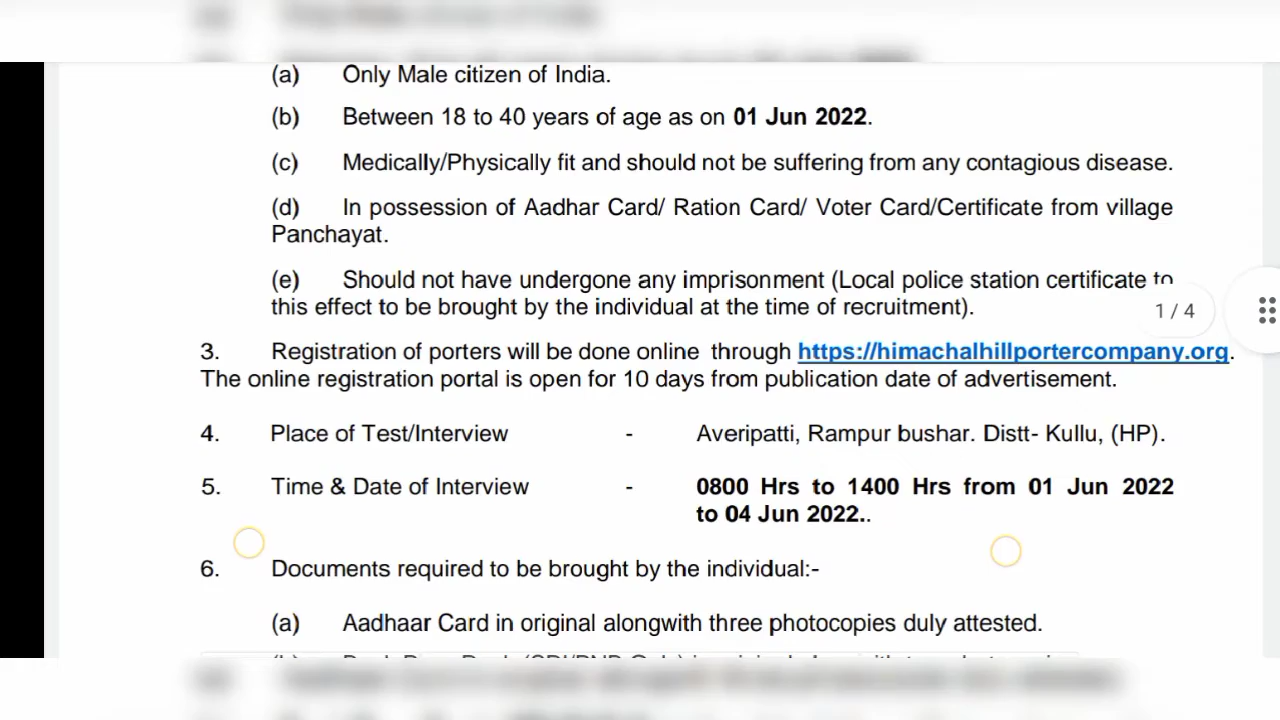 (a) Only Male citizen of India.
(b) Between 18 to 40 years of age as on 01 Jun 2022.
(c) Medically/Physically fit and should not be suffering from any contagious disease.
(d) In possession of Aadhar Card/ Ration Card/ Voter Card/Certificate from village
Panchayat.
(e) Should not have undergone any imprisonment (Local police station certificate to
this effect to be brought by the individual at the time of recruitment).
1 / 4
3. Registration of porters will be done online through https://himachalhillportercompany.org.
The online registration portal is open for 10 days from publication date of advertisement.
4. Place of Test/Interview - Averipatti, Rampur bushar. Distt- Kullu, (HP).
5. Time & Date of Interview - 0800 Hrs to 1400 Hrs from 01 Jun 2022
to 04 Jun 2022..
6. Documents required to be brought by the individual:-
(a) Aadhaar Card in original alongwith three photocopies duly attested.